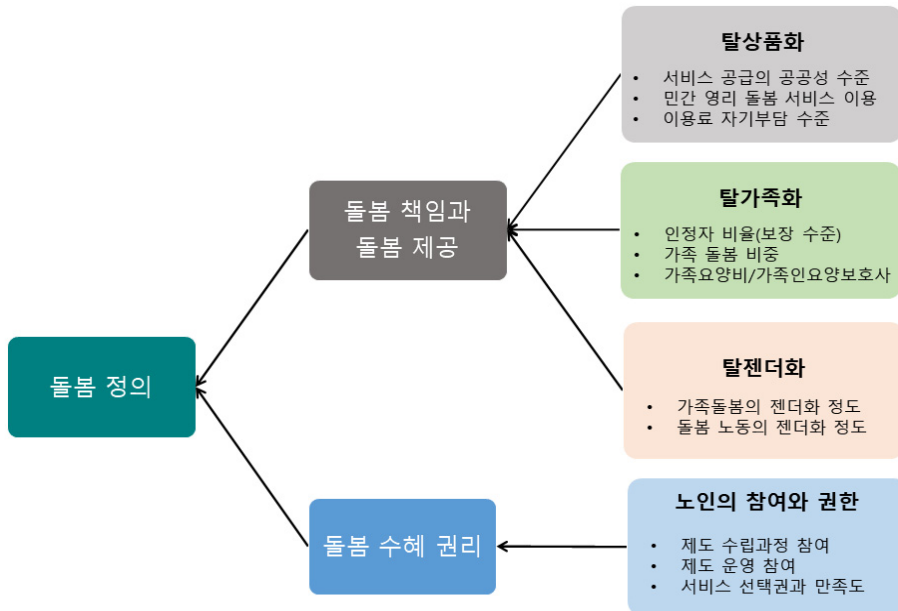 탈상품화
• 서비스 공급의 공공성 수준
• 민간 영리 돌봄 서비스 이용
• 이용료 자기부담 수준
돌봄 책임과
돌봄 제공
탈가족화
• 인정자 비율(보장 수준)
• 가족 돌봄 비중
• 가족요양비/가족인요양보호사
돌봄 정의
탈젠더화
• 가족돌봄의 젠더화 정도
• 돌봄 노동의 젠더화 정도
돌봄 수혜 권리
노인의 참여와 권한
• 제도 수립과정 참여
• 제도 운영 참여
• 서비스 선택권과 만족도